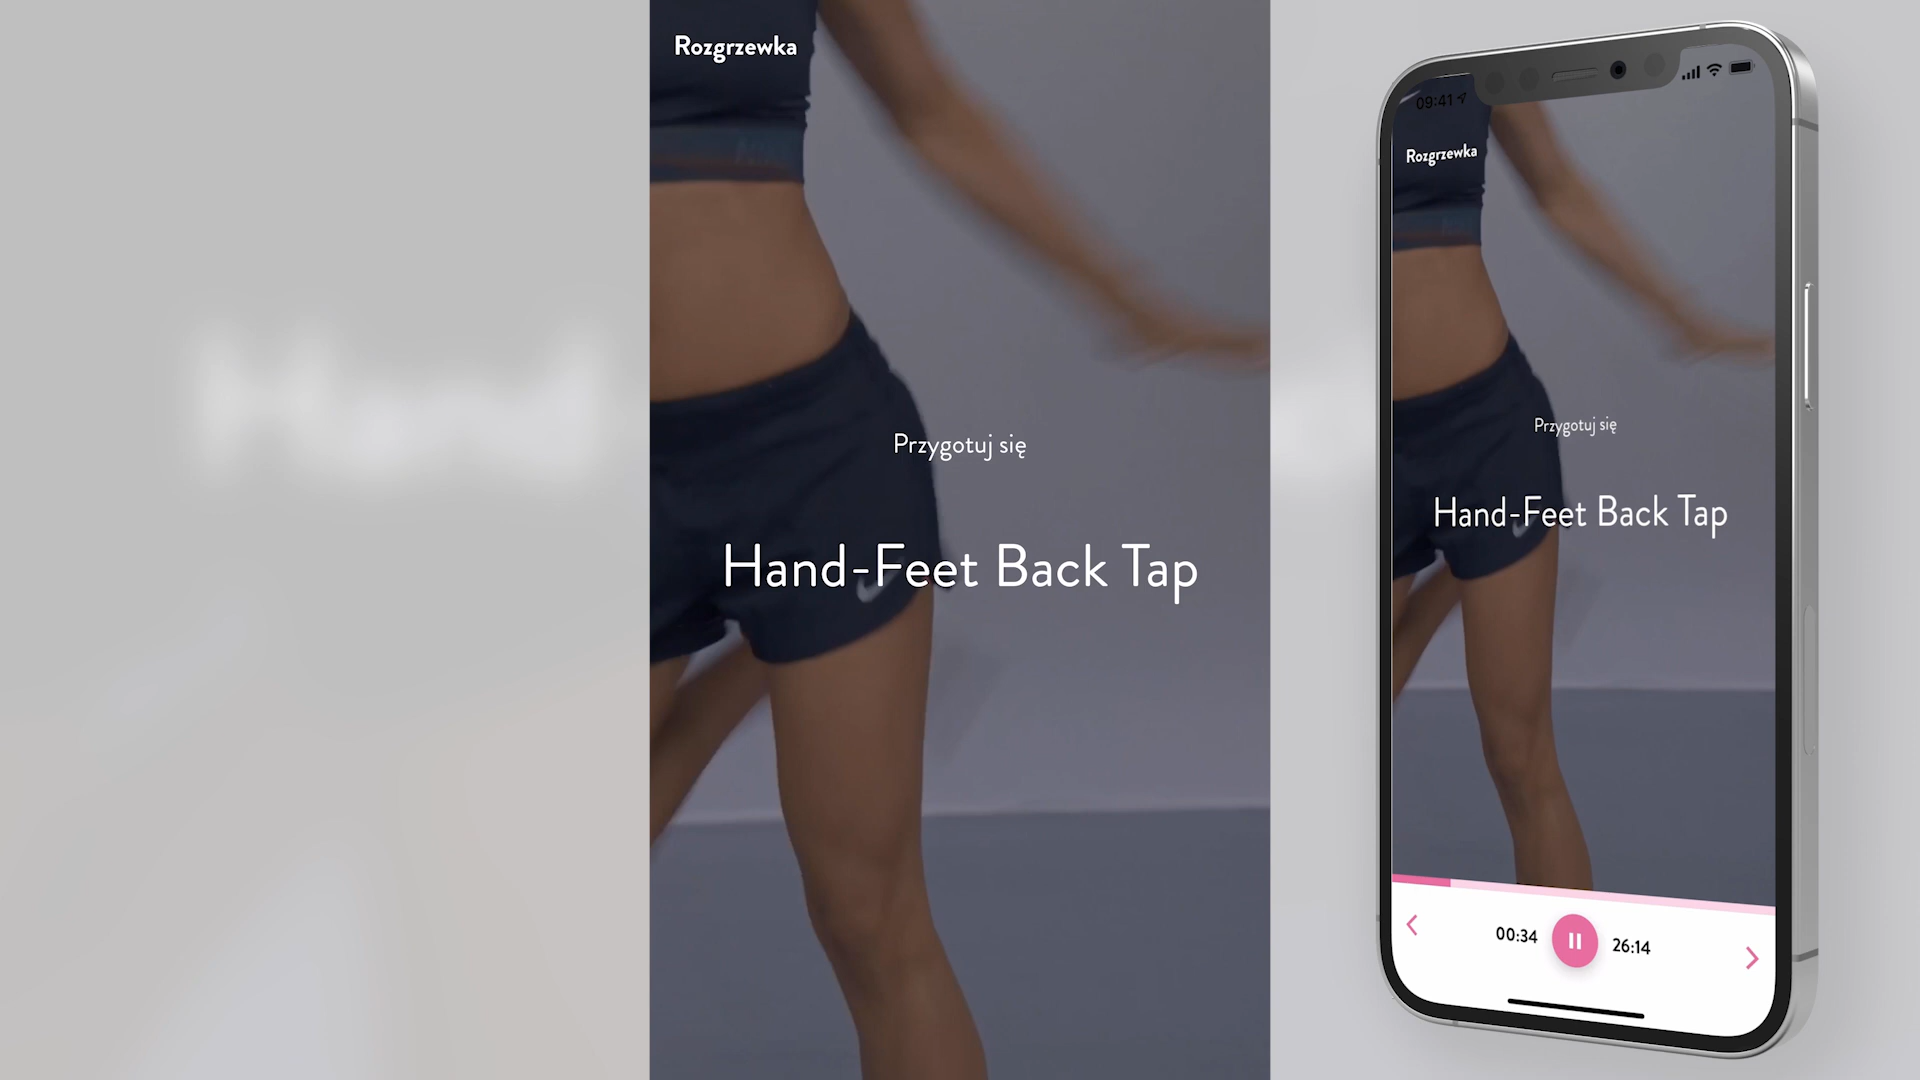 Hand
Rozgrzewka
Przygotuj się
Hand-Feet Back Tap
09:41
Rozgrzewka
Przygotuj się
Hand-Feet Back Tap
00:34
26:14